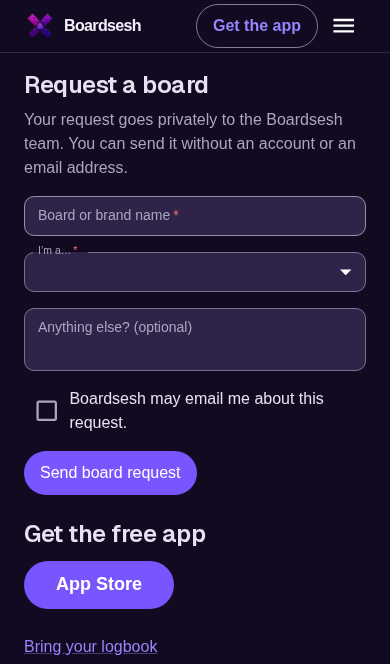 Boardsesh
Get the app
Request a board
Your request goes privately to the Boardsesh
team. You can send it without an account or an
email address.
Board or brand name *
I'm a... *
Anything else? (optional)
Boardsesh may email me about this
request.
Send board request
Get the free app
App Store
Bring your logbook